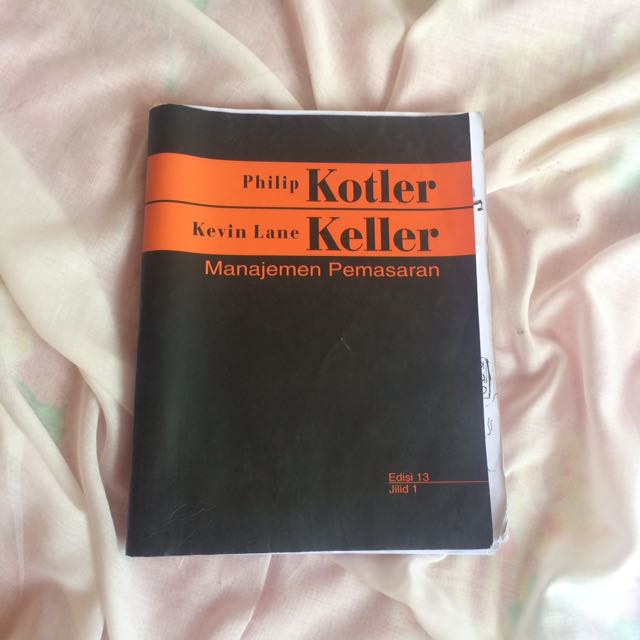 Philip Kotler
Kevin Lane Keller
Manajemen Pemasaran
Edisi 13
Jilid 1